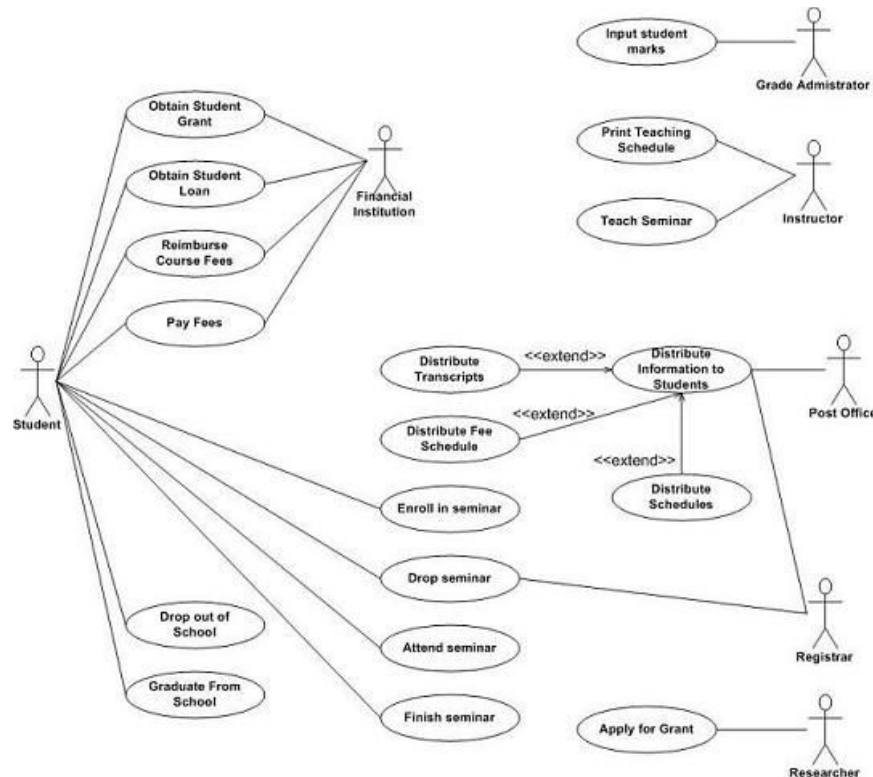 Input student
marks
Grade Admistrator
Obtain Student
Grant
Print Teaching
Schedule
Obtain Student
Loan
Financial
Institution
Teach Seminar
Instructor
Reimburse
Course Fees
Pay Fees
Student
Distribute
Transcripts
<<extend>>
Distribute
Information to
Students
Post Office
Distribute Fee
Schedule
<<extend>>
<<extend>>
Distribute
Schedules
Enroll in seminar
Drop seminar
Drop out of
School
Attend seminar
Registrar
Graduate From
School
Finish seminar
Apply for Grant
Researcher